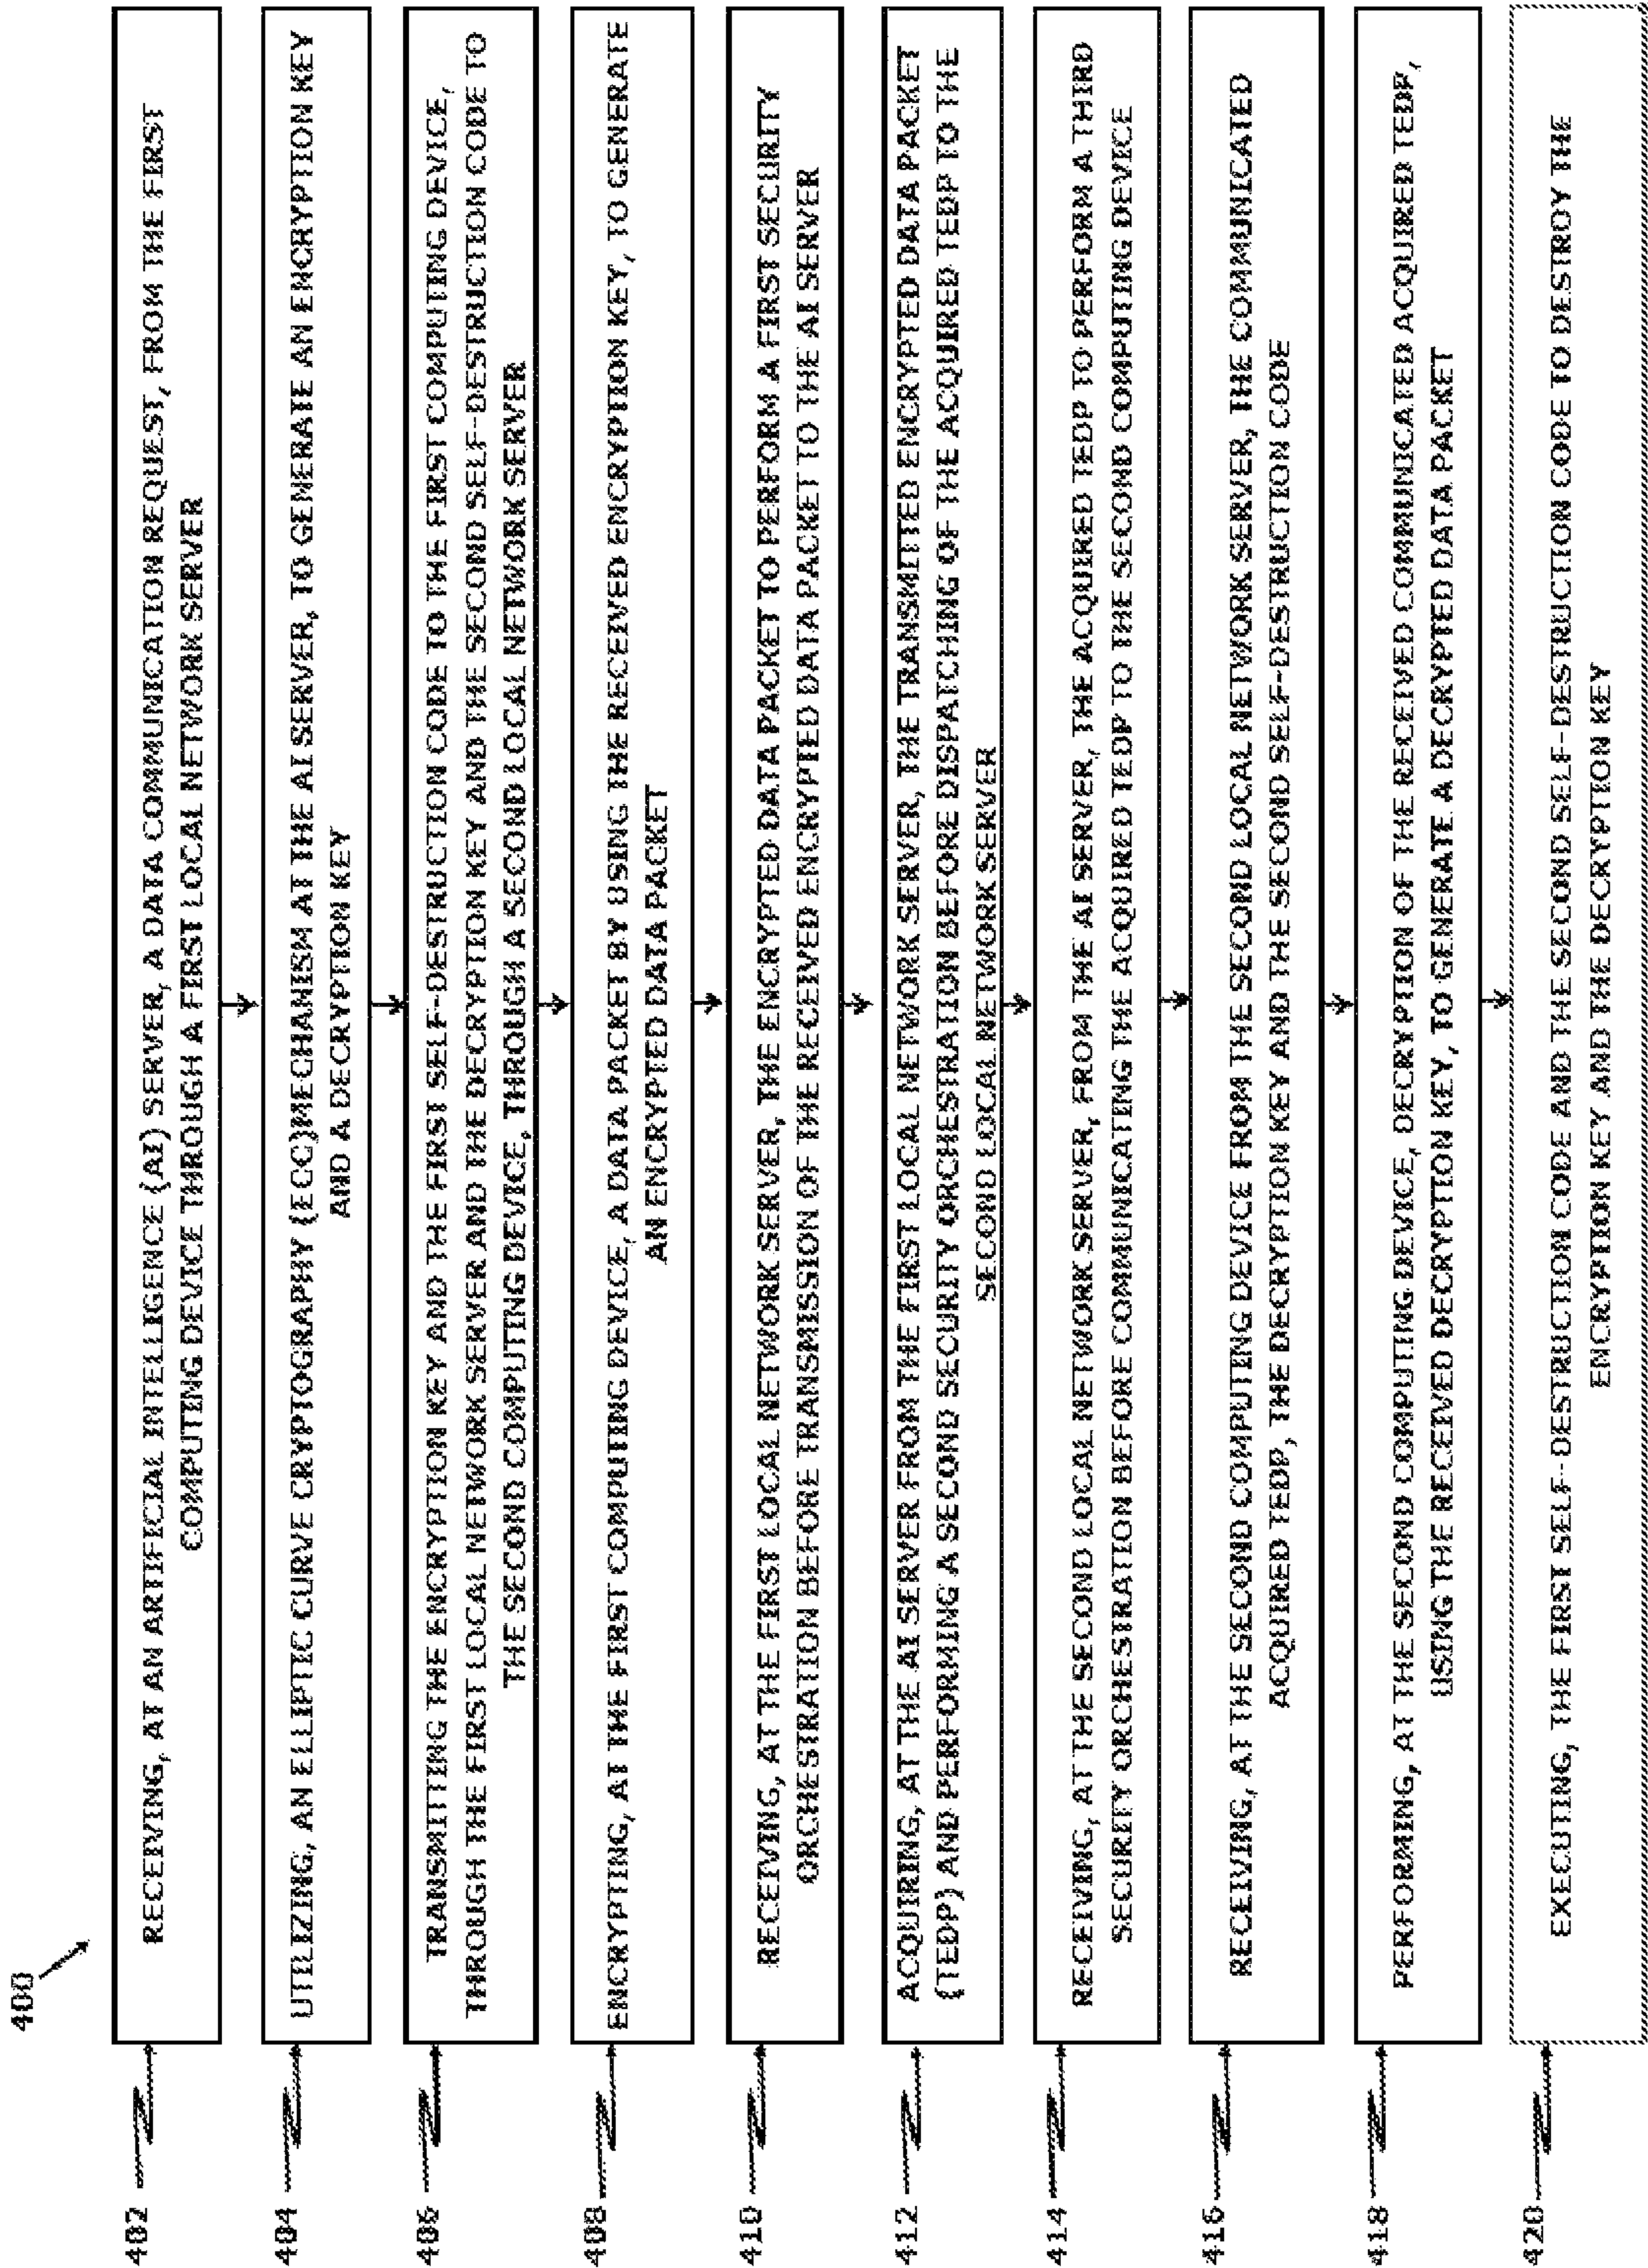 400
402
RECEIVING, AT AN ARTIFICIAL INTELLIGENCE (AI) SERVER, A DATA COMMUNICATION REQUEST, FROM THE FIRST
COMPUTING DEVICE THROUGH A FIRST LOCAL NETWORK SERVER
404
UTILIZING, AN ELLIPTIC CURVE CRYPTOGRAPHY (ECC)MECHANISM AT THE AI SERVER, TO GENERATE AN ENCRYPTION KEY
AND A DECRYPTION KEY
406
TRANSMITTING THE ENCRYPTION KEY AND THE FIRST SELF-DESTRUCTION CODE TO THE FIRST COMPUTING DEVICE,
THROUGH THE FIRST LOCAL NETWORK SERVER AND THE DECRYPTION KEY AND THE SECOND SELF-DESTRUCTION CODE TO
THE SECOND COMPUTING DEVICE, THROUGH A SECOND LOCAL NETWORK SERVER
408
ENCRYPTING, AT THE FIRST COMPUTING DEVICE, A DATA PACKET BY USING THE RECEIVED ENCRYPTION KEY, TO GENERATE
AN ENCRYPTED DATA PACKET
410
RECEIVING, AT THE FIRST LOCAL NETWORK SERVER, THE ENCRYPTED DATA PACKET TO PERFORM A FIRST SECURITY
ORCHESTRATION BEFORE TRANSMISSION OF THE RECEIVED ENCRYPTED DATA PACKET TO THE AI SERVER
412
ACQUIRING, AT THE AI SERVER FROM THE FIRST LOCAL NETWORK SERVER, THE TRANSMITTED ENCRYPTED DATA PACKET
(TEDP) AND PERFORMING A SECOND SECURITY ORCHESTRATION BEFORE DISPATCHING OF THE ACQUIRED TEDP TO THE
SECOND LOCAL NETWORK SERVER
414
RECEIVING, AT THE SECOND LOCAL NETWORK SERVER, FROM THE AI SERVER, THE ACQUIRED TEDP TO PERFORM A THIRD
SECURITY ORCHESTRATION BEFORE COMMUNICATING THE ACQUIRED TEDP TO THE SECOND COMPUTING DEVICE
416
RECEIVING, AT THE SECOND COMPUTING DEVICE FROM THE SECOND LOCAL NETWORK SERVER, THE COMMUNICATED
ACQUIRED TEDP, THE DECRYPTION KEY AND THE SECOND SELF-DESTRUCTION CODE
418
PERFORMING, AT THE SECOND COMPUTING DEVICE, DECRYPTION OF THE RECEIVED COMMUNICATED ACQUIRED TEDP,
USING THE RECEIVED DECRYPTION KEY, TO GENERATE A DECRYPTED DATA PACKET
420
EXECUTING, THE FIRST SELF-DESTRUCTION CODE AND THE SECOND SELF-DESTRUCTION CODE TO DESTROY THE
ENCRYPTION KEY AND THE DECRYPTION KEY